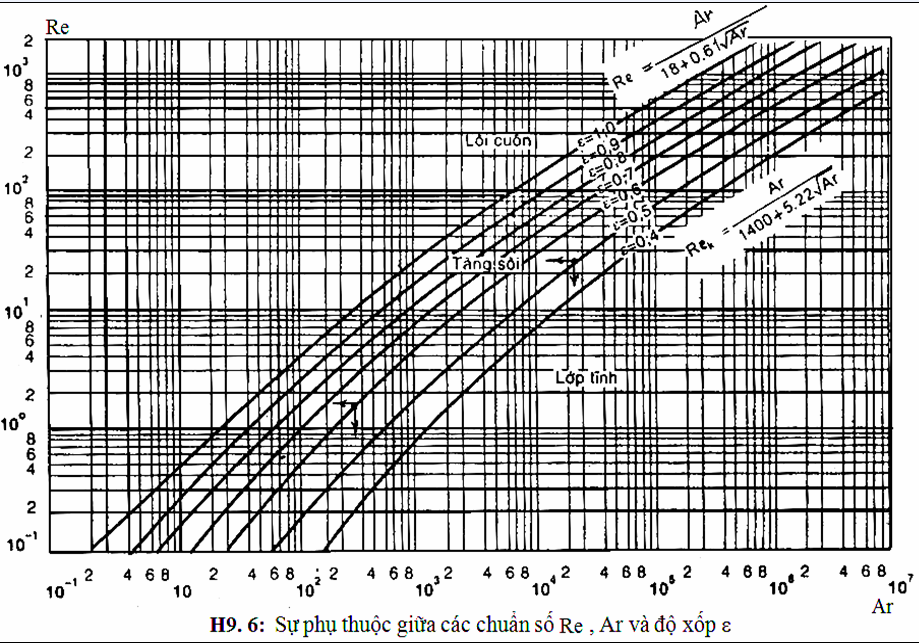 Re
Re = Ar / 18+0.61√Ar
2
10³
8
6
4
2
10²
8
6
4
2
10¹
8
6
4
2
10⁰
8
6
4
2
10⁻¹
Lôi cuốn
ε=1,0
ε=0,9
ε=0,8
ε=0,7
ε=0,6
ε=0,5
ε=0,4
Reₖ = Ar / 1400+5.22√Ar
Tầng sôi
Lớp tĩnh
10⁻¹ 2 4 6 8 10 2 4 6 8 10² 2 4 6 8 10³ 2 4 6 8 10⁴ 2 4 6 8 10⁵ 2 4 6 8 10⁶ 2 4 6 8 10⁷
Ar
H9. 6: Sự phụ thuộc giữa các chuẩn số Re , Ar và độ xốp ε